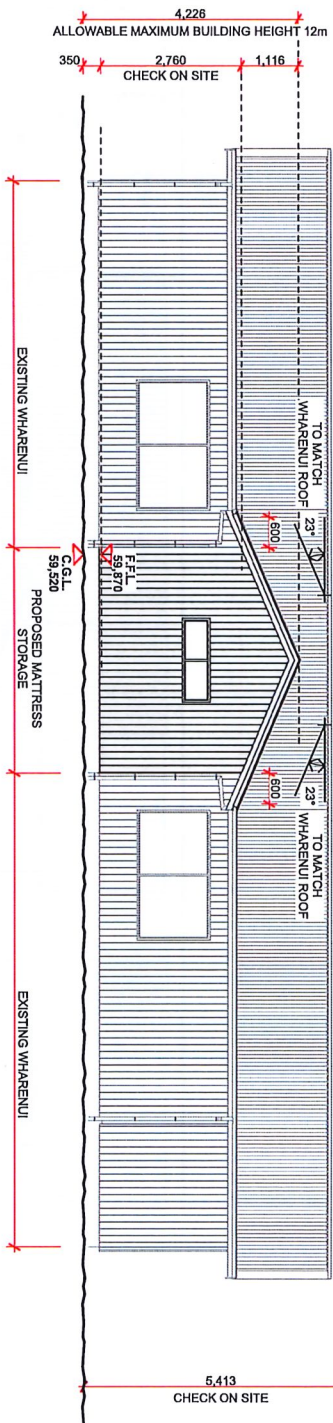 4,226
ALLOWABLE MAXIMUM BUILDING HEIGHT 12m
350
2,760
1,116
CHECK ON SITE
TO MATCH
WHARENUI ROOF
23°
600
600
23°
TO MATCH
WHARENUI ROOF
F.F.L.
59,870
C.G.L.
59,520
EXISTING WHARENUI
PROPOSED MATTRESS
STORAGE
EXISTING WHARENUI
5,413
CHECK ON SITE